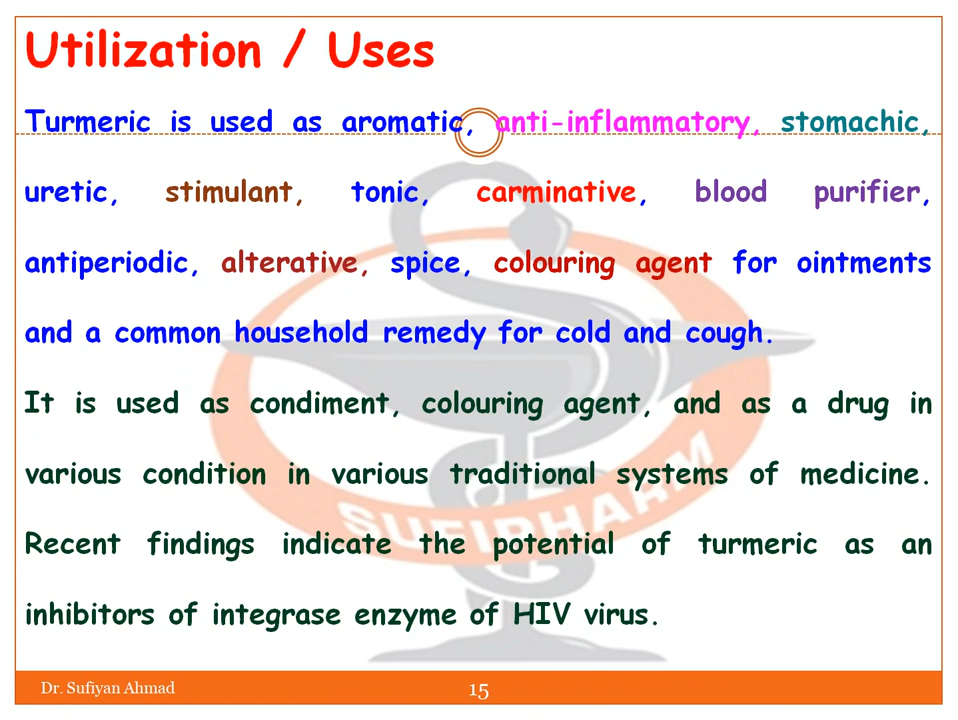 Utilization / Uses
Turmeric is used as aromatic, anti-inflammatory, stomachic,
uretic, stimulant, tonic, carminative, blood purifier,
antiperiodic, alterative, spice, colouring agent for ointments
and a common household remedy for cold and cough.
It is used as condiment, colouring agent, and as a drug in
various condition in various traditional systems of medicine.
Recent findings indicate the potential of turmeric as an
inhibitors of integrase enzyme of HIV virus.
SUFIPHARM
Dr. Sufiyan Ahmad
15